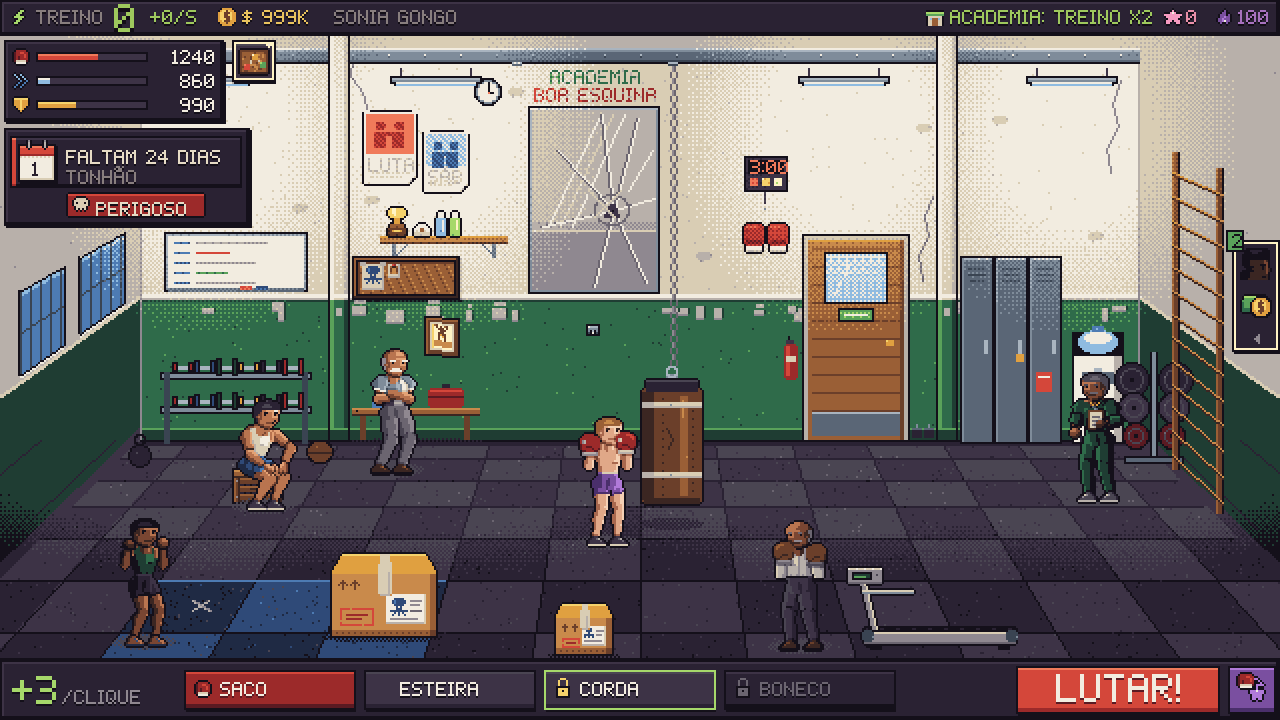 TREINO 0 +0/S $ 999K SONIA GONGO
ACADEMIA: TREINO X2 0 100
1240
860
990
1
FALTAM 24 DIAS
TONHÃO
PERIGOSO
ACADEMIA
BOA ESQUINA
LUTA
SÁB
3:00
2
+3 /CLIQUE
SACO
ESTEIRA
CORDA
BONECO
LUTAR!